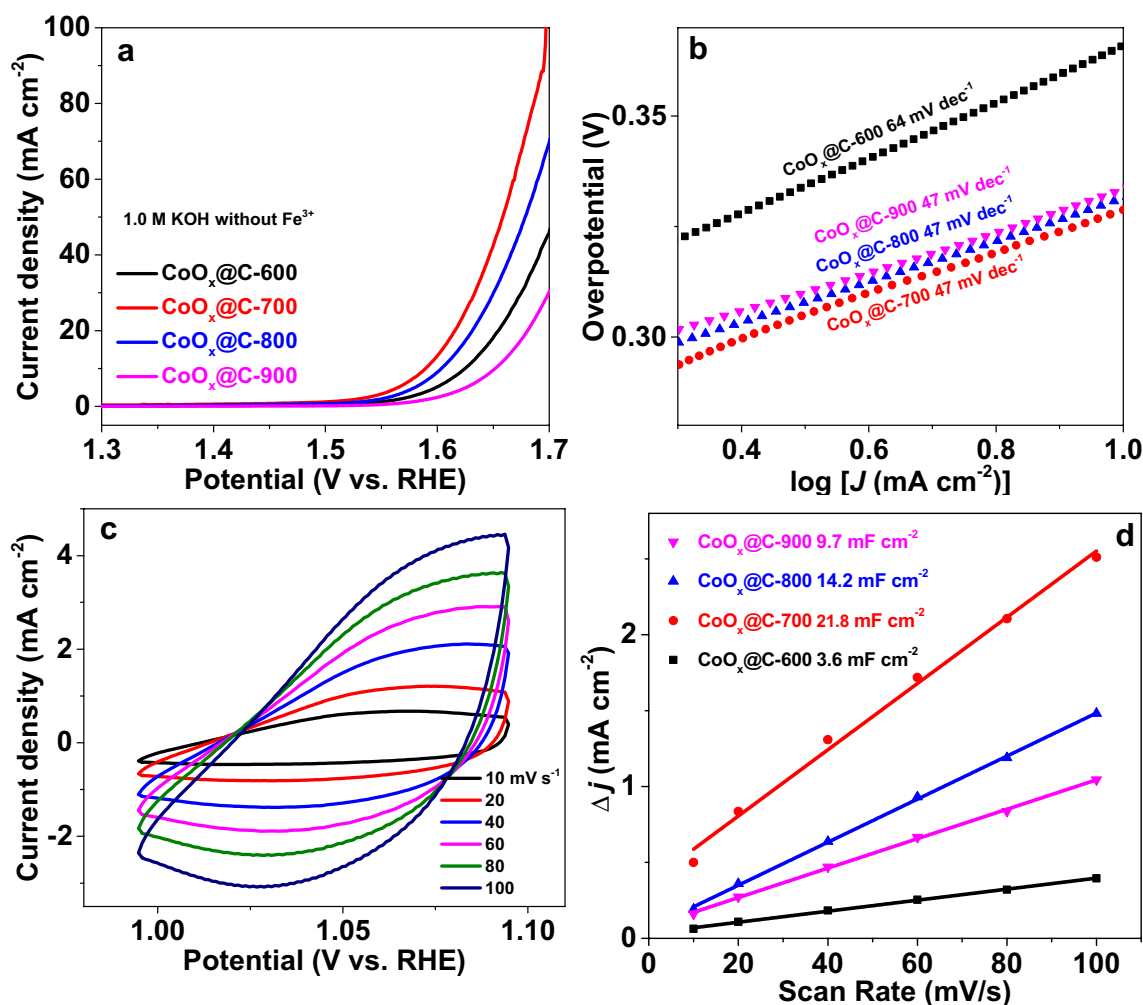 a
100
80
60
40
20
0
Current density (mA cm⁻²)
1.0 M KOH without Fe³⁺
CoOₓ@C-600
CoOₓ@C-700
CoOₓ@C-800
CoOₓ@C-900
1.3 1.4 1.5 1.6 1.7
Potential (V vs. RHE)
b
0.35
0.30
Overpotential (V)
CoOₓ@C-600 64 mV dec⁻¹
CoOₓ@C-900 47 mV dec⁻¹
CoOₓ@C-800 47 mV dec⁻¹
CoOₓ@C-700 47 mV dec⁻¹
0.4 0.6 0.8 1.0
log [J (mA cm⁻²)]
c
4
2
0
-2
Current density (mA cm⁻²)
10 mV s⁻¹
20
40
60
80
100
1.00 1.05 1.10
Potential (V vs. RHE)
d
2
1
0
Δj (mA cm⁻²)
CoOₓ@C-900 9.7 mF cm⁻²
CoOₓ@C-800 14.2 mF cm⁻²
CoOₓ@C-700 21.8 mF cm⁻²
CoOₓ@C-600 3.6 mF cm⁻²
0 20 40 60 80 100
Scan Rate (mV/s)